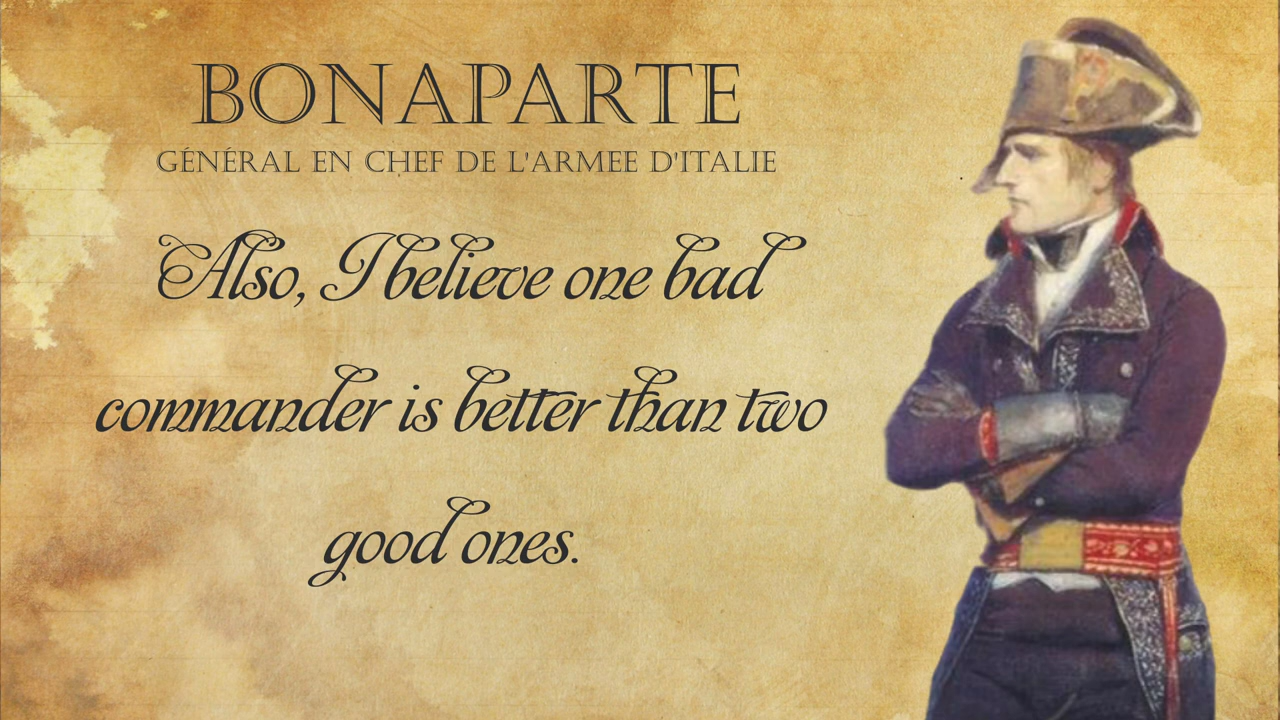 BONAPARTE
GÉNÉRAL EN CHEF DE L'ARMEE D'ITALIE
Also, I believe one bad
commander is better than two
good ones.